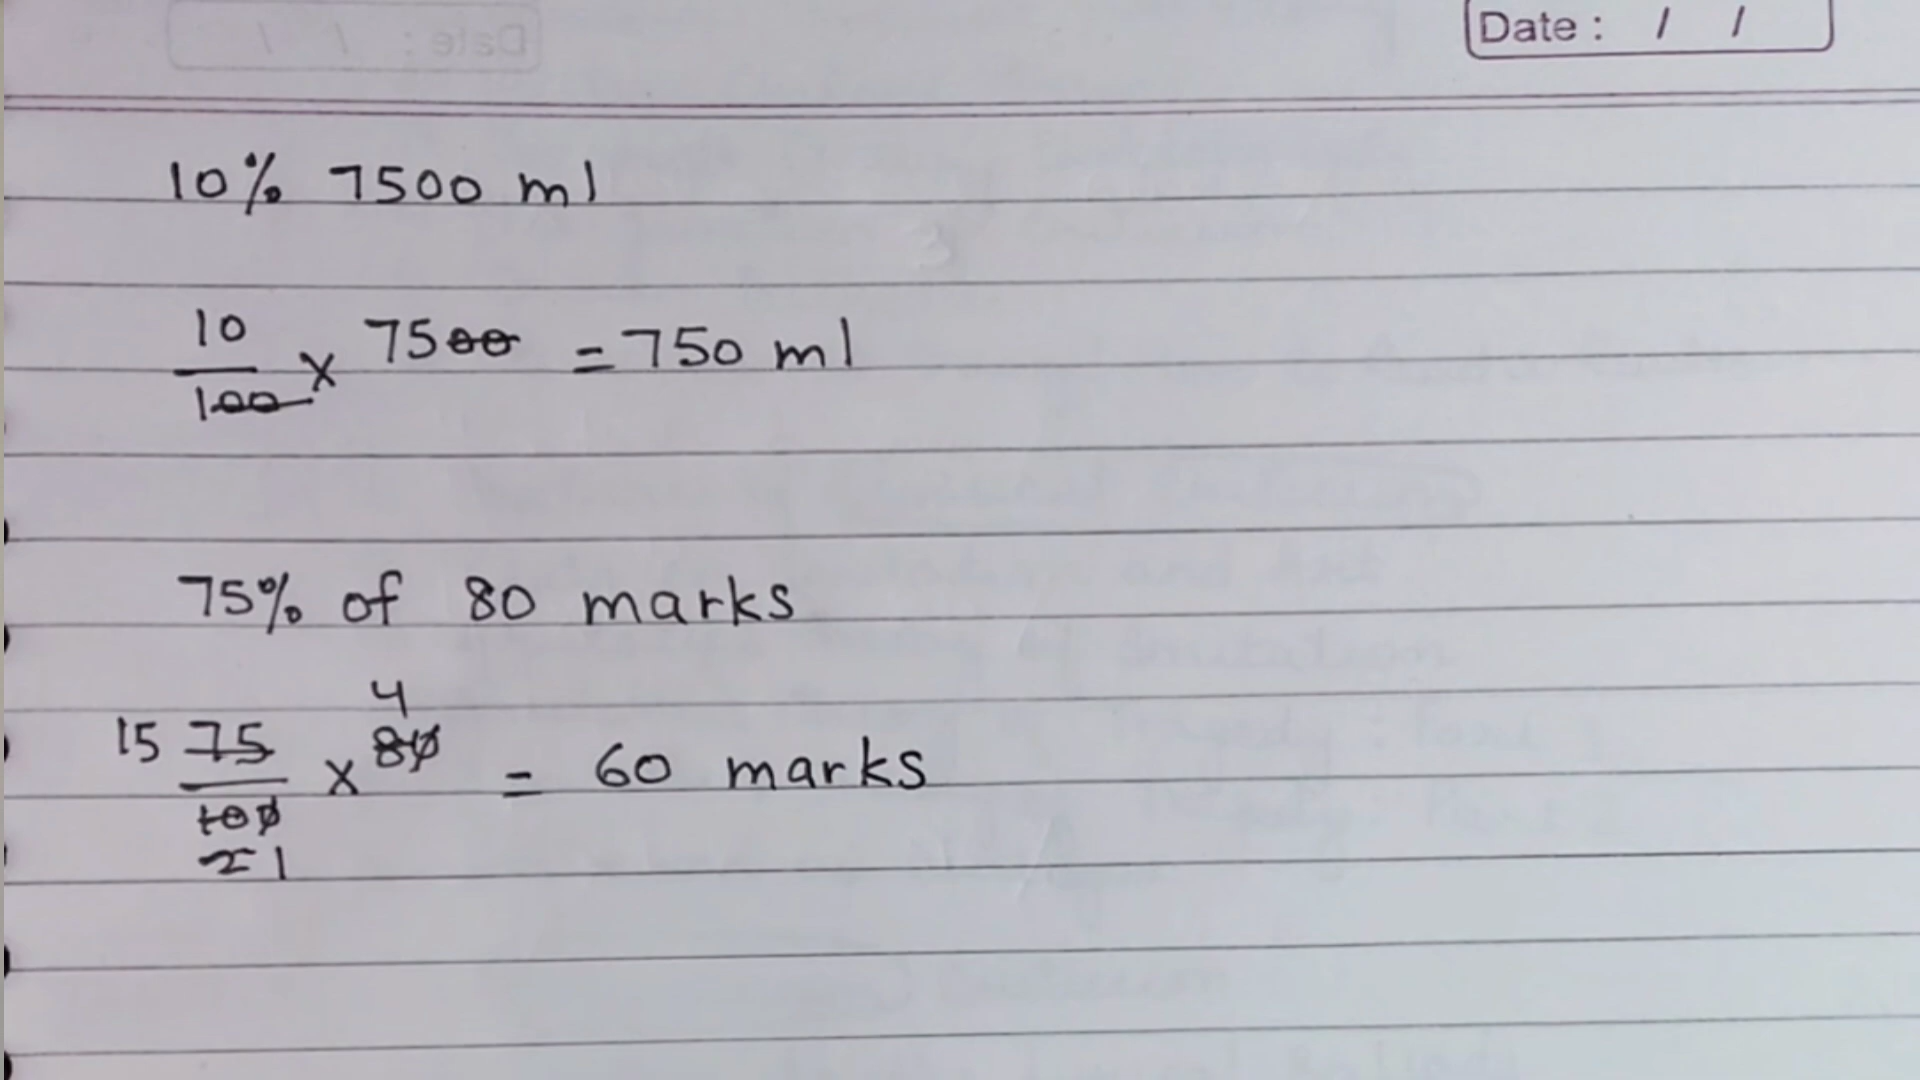 Date : / /
10% 7500 ml
10/100 × 7500 = 750 ml
75% of 80 marks
4
15 75/100 × 80 = 60 marks
2 1